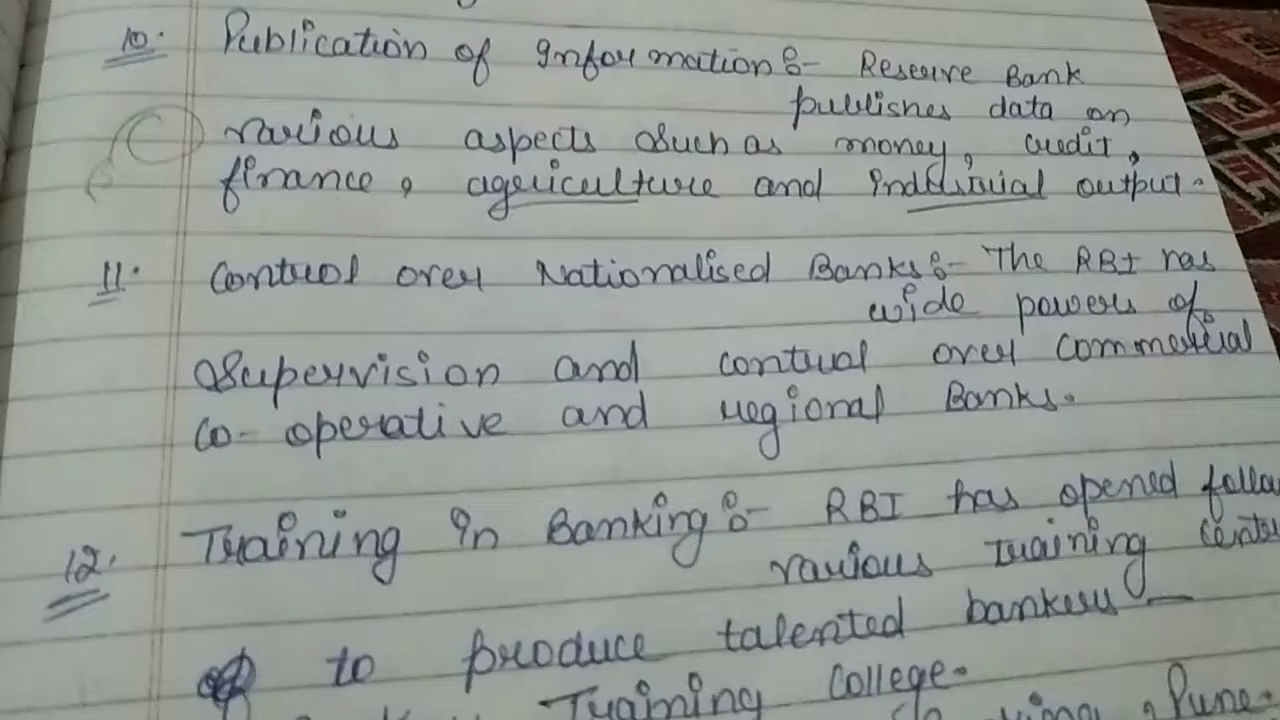 10. Publication of Information :- Reserve Bank
publishes data on
various aspects such as money, credit,
finance, agriculture and industrial output.
11. Control over Nationalised Banks :- The RBI has
wide powers of
Supervision and control over commercial
co-operative and regional Banks.
12. Training in Banking :- RBI has opened
various training
to produce talented bankers —
Training College.
Pune.